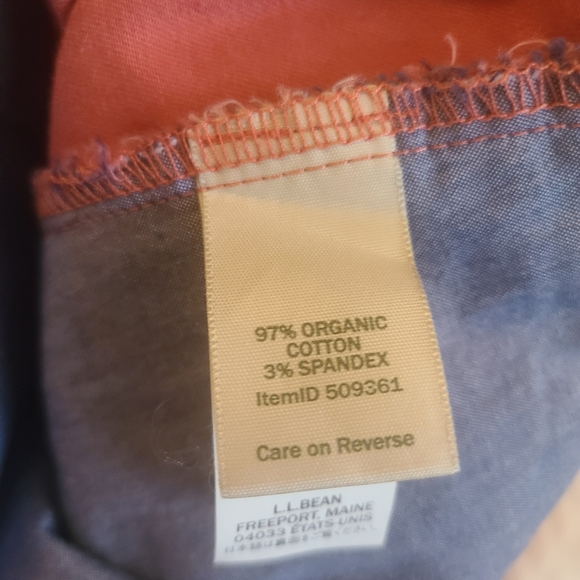 97% ORGANIC
COTTON
3% SPANDEX
ItemID 509361
Care on Reverse
L.L.BEAN
FREEPORT, MAINE
04033 ÉTATS-UNIS